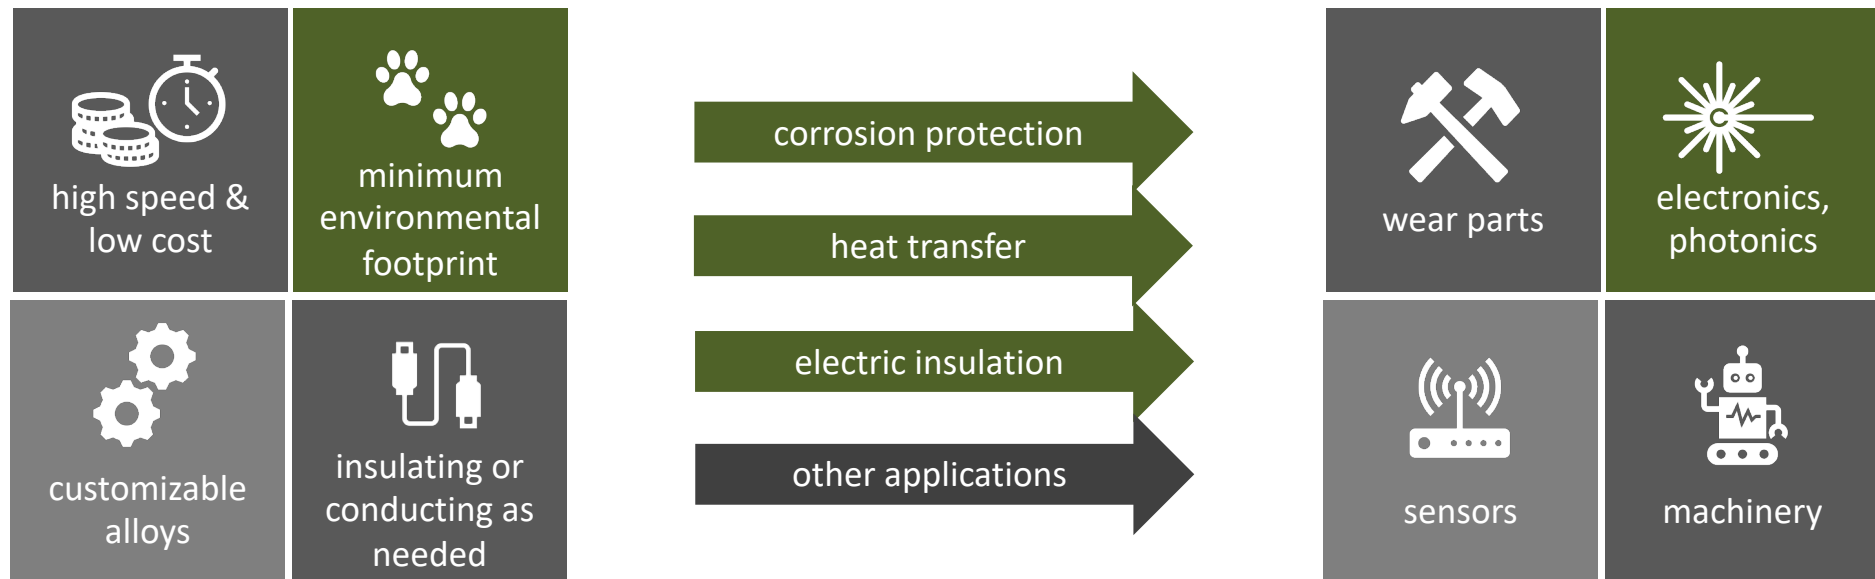 high speed &
low cost
minimum
environmental
footprint
customizable
alloys
insulating or
conducting as
needed
corrosion protection
heat transfer
electric insulation
other applications
wear parts
electronics,
photonics
sensors
machinery